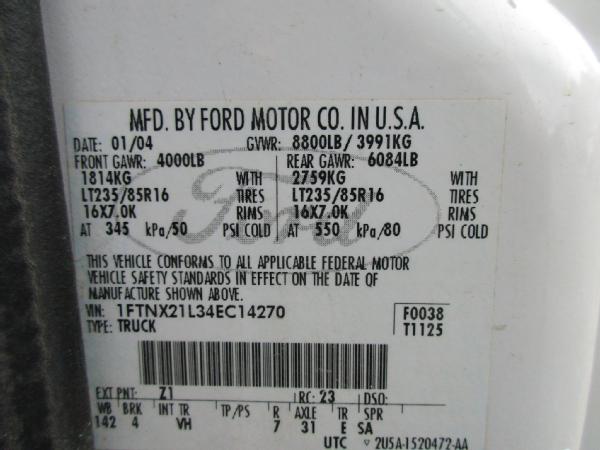 MFD. BY FORD MOTOR CO. IN U.S.A.
DATE: 01/04 GVWR: 8800LB/ 3991KG
FRONT GAWR: 4000LB REAR GAWR: 6084LB
1814KG WITH 2759KG WITH
LT235/85R16 TIRES LT235/85R16 TIRES
16X7.0K RIMS 16X7.0K RIMS
AT 345 kPa/50 PSI COLD AT 550 kPa/80 PSI COLD
Ford
THIS VEHICLE CONFORMS TO ALL APPLICABLE FEDERAL MOTOR
VEHICLE SAFETY STANDARDS IN EFFECT ON THE DATE OF
MANUFACTURE SHOWN ABOVE.
VIN: 1FTNX21L34EC14270 F0038
TYPE: TRUCK T1125
EXT PNT: Z1 RC: 23 DSO:
WB BRK INT TR TP/PS R AXLE TR SPR
142 4 VH 7 31 E SA
UTC ▽ 2U5A-1520472-AA